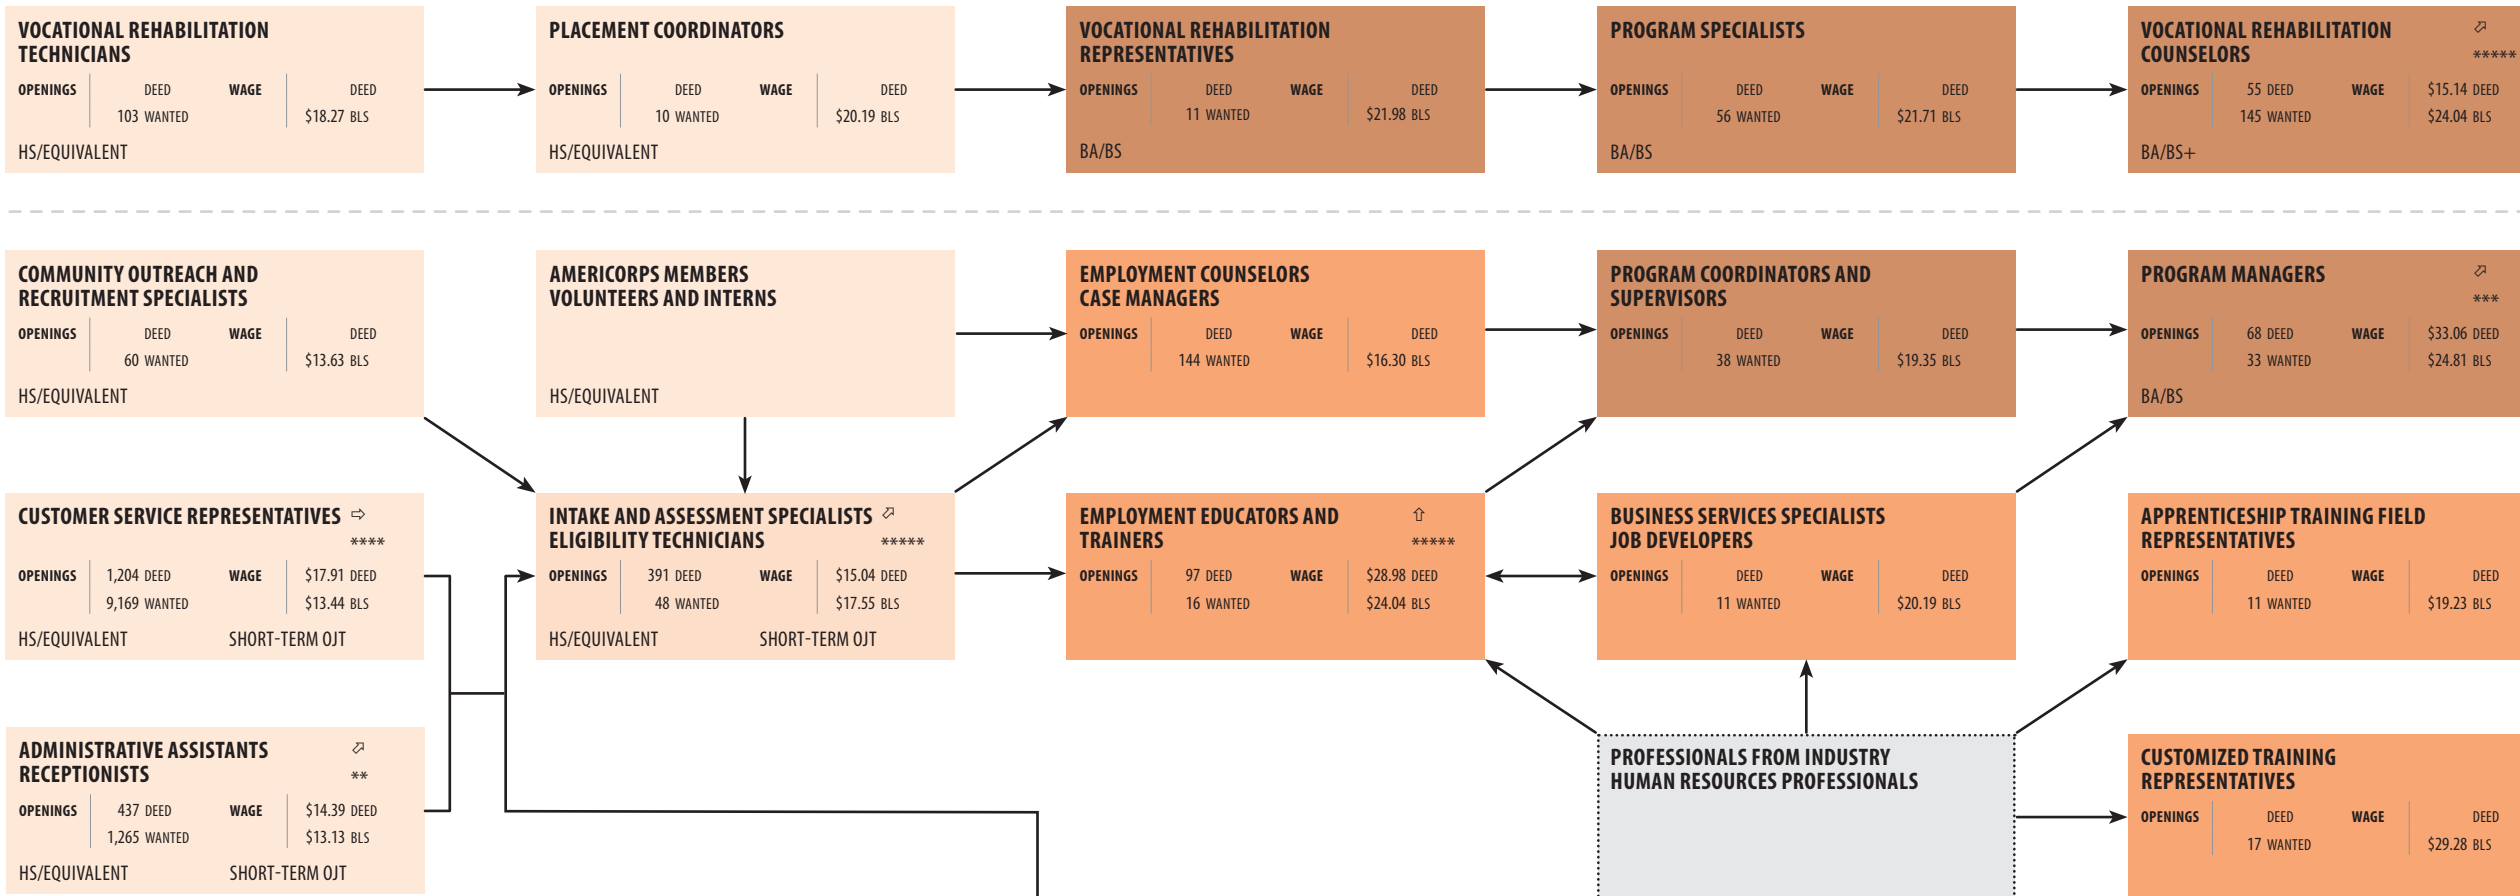 VOCATIONAL REHABILITATION
TECHNICIANS
OPENINGS DEED WAGE DEED
103 WANTED $18.27 BLS
HS/EQUIVALENT
PLACEMENT COORDINATORS
OPENINGS DEED WAGE DEED
10 WANTED $20.19 BLS
HS/EQUIVALENT
VOCATIONAL REHABILITATION
REPRESENTATIVES
OPENINGS DEED WAGE DEED
11 WANTED $21.98 BLS
BA/BS
PROGRAM SPECIALISTS
OPENINGS DEED WAGE DEED
56 WANTED $21.71 BLS
BA/BS
VOCATIONAL REHABILITATION ⬀
COUNSELORS *****
OPENINGS 55 DEED WAGE $15.14 DEED
145 WANTED $24.04 BLS
BA/BS+
COMMUNITY OUTREACH AND
RECRUITMENT SPECIALISTS
OPENINGS DEED WAGE DEED
60 WANTED $13.63 BLS
HS/EQUIVALENT
AMERICORPS MEMBERS
VOLUNTEERS AND INTERNS
HS/EQUIVALENT
EMPLOYMENT COUNSELORS
CASE MANAGERS
OPENINGS DEED WAGE DEED
144 WANTED $16.30 BLS
PROGRAM COORDINATORS AND
SUPERVISORS
OPENINGS DEED WAGE DEED
38 WANTED $19.35 BLS
PROGRAM MANAGERS ⬀
***
OPENINGS 68 DEED WAGE $33.06 DEED
33 WANTED $24.81 BLS
BA/BS
CUSTOMER SERVICE REPRESENTATIVES ⇨
****
OPENINGS 1,204 DEED WAGE $17.91 DEED
9,169 WANTED $13.44 BLS
HS/EQUIVALENT SHORT-TERM OJT
INTAKE AND ASSESSMENT SPECIALISTS ⬀
ELIGIBILITY TECHNICIANS *****
OPENINGS 391 DEED WAGE $15.04 DEED
48 WANTED $17.55 BLS
HS/EQUIVALENT SHORT-TERM OJT
EMPLOYMENT EDUCATORS AND ⇧
TRAINERS *****
OPENINGS 97 DEED WAGE $28.98 DEED
16 WANTED $24.04 BLS
BUSINESS SERVICES SPECIALISTS
JOB DEVELOPERS
OPENINGS DEED WAGE DEED
11 WANTED $20.19 BLS
APPRENTICESHIP TRAINING FIELD
REPRESENTATIVES
OPENINGS DEED WAGE DEED
11 WANTED $19.23 BLS
ADMINISTRATIVE ASSISTANTS ⬀
RECEPTIONISTS **
OPENINGS 437 DEED WAGE $14.39 DEED
1,265 WANTED $13.13 BLS
HS/EQUIVALENT SHORT-TERM OJT
PROFESSIONALS FROM INDUSTRY
HUMAN RESOURCES PROFESSIONALS
CUSTOMIZED TRAINING
REPRESENTATIVES
OPENINGS DEED WAGE DEED
17 WANTED $29.28 BLS